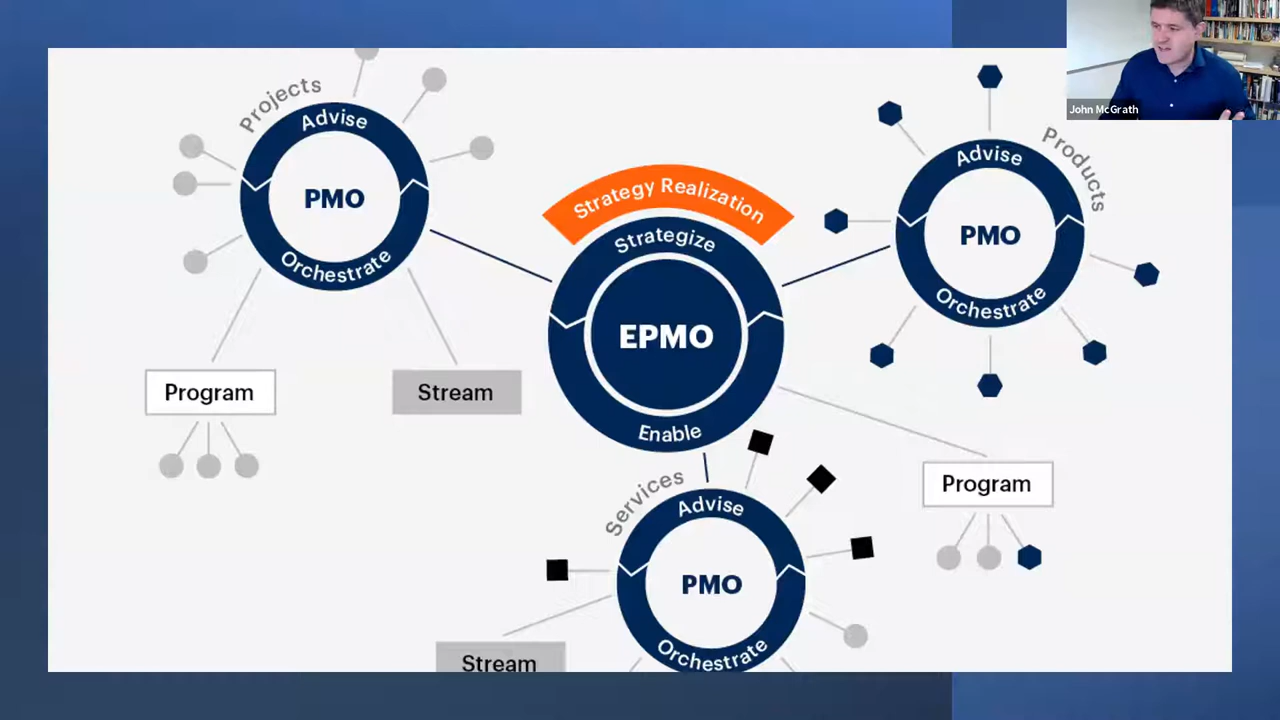 John McGrath
Projects
Advise
PMO
Orchestrate
Program
Stream
Strategy Realization
Strategize
EPMO
Enable
Products
Advise
PMO
Orchestrate
Program
Services
Advise
PMO
Orchestrate
Stream